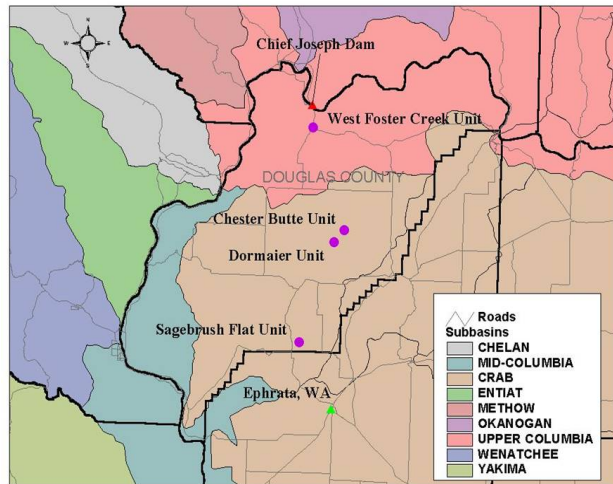 N
W
E
S
Chief Joseph Dam
West Foster Creek Unit
DOUGLAS COUNTY
Chester Butte Unit
Dormaier Unit
Sagebrush Flat Unit
Ephrata, WA
Roads
Subbasins
CHELAN
MID-COLUMBIA
CRAB
ENTIAT
METHOW
OKANOGAN
UPPER COLUMBIA
WENATCHEE
YAKIMA